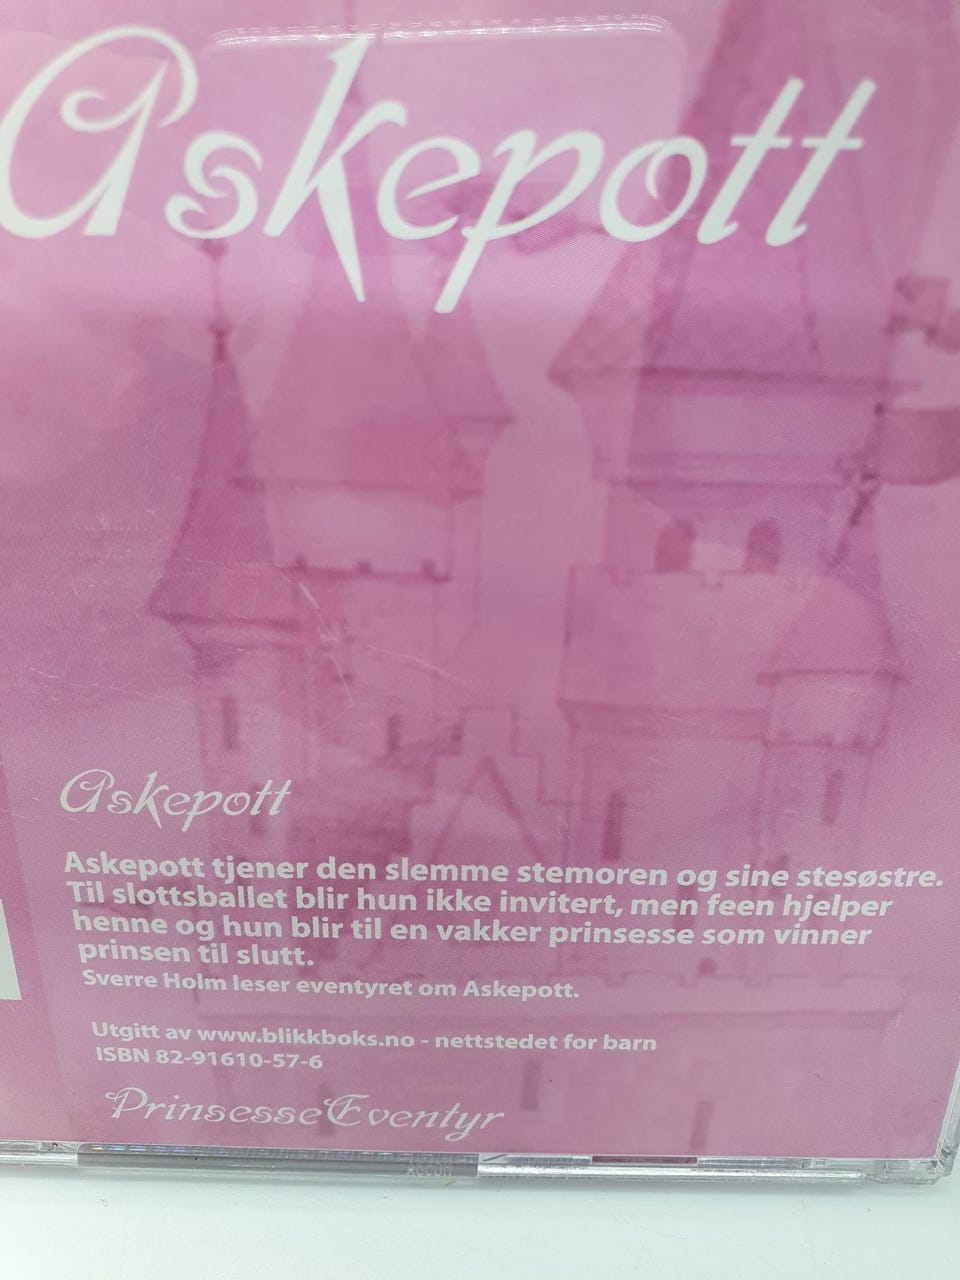 Askepott
Askepott
Askepott tjener den slemme stemoren og sine stesøstre.
Til slottsballet blir hun ikke invitert, men feen hjelper
henne og hun blir til en vakker prinsesse som vinner
prinsen til slutt.
Sverre Holm leser eventyret om Askepott.
Utgitt av www.blikkboks.no - nettstedet for barn
ISBN 82-91610-57-6
PrinsesseEventyr